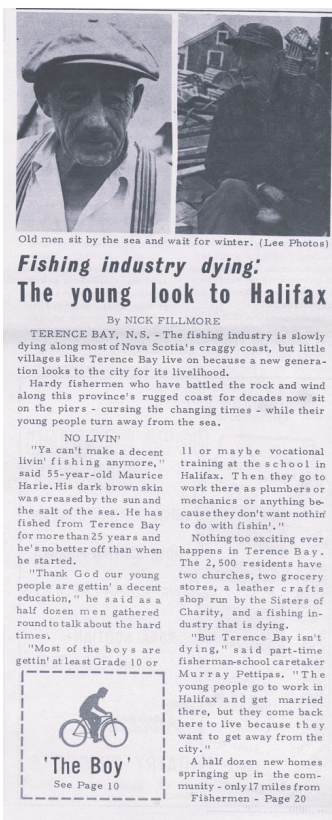 Old men sit by the sea and wait for winter. (Lee Photos)
Fishing industry dying:
The young look to Halifax
By NICK FILLMORE
TERENCE BAY, N.S. - The fishing industry is slowly
dying along most of Nova Scotia's craggy coast, but little
villages like Terence Bay live on because a new genera-
tion looks to the city for its livelihood.
Hardy fishermen who have battled the rock and wind
along this province's rugged coast for decades now sit
on the piers - cursing the changing times - while their
young people turn away from the sea.
NO LIVIN'
"Ya can't make a decent
livin' fishing anymore,"
said 55-year-old Maurice
Harie. His dark brown skin
was creased by the sun and
the salt of the sea. He has
fished from Terence Bay
for more than 25 years and
he's no better off than when
he started.
"Thank God our young
people are gettin' a decent
education," he said as a
half dozen men gathered
round to talk about the hard
times.
"Most of the boys are
gettin' at least Grade 10 or
11 or maybe vocational
training at the school in
Halifax. Then they go to
work there as plumbers or
mechanics or anything be-
cause they don't want nothin'
to do with fishin'."
Nothing too exciting ever
happens in Terence Bay.
The 2,500 residents have
two churches, two grocery
stores, a leather crafts
shop run by the Sisters of
Charity, and a fishing in-
dustry that is dying.
"But Terence Bay isn't
dying," said part-time
fisherman-school caretaker
Murray Pettipas. "The
young people go to work in
Halifax and get married
there, but they come back
here to live because they
want to get away from the
city."
A half dozen new homes
springing up in the com-
munity - only 17 miles from
Fishermen - Page 20
'The Boy'
See Page 10